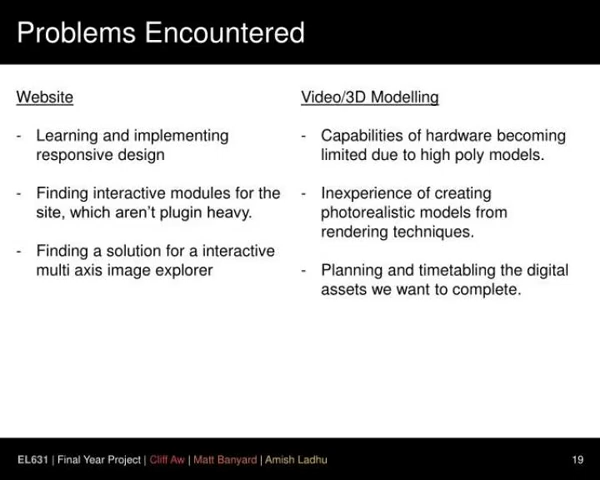 Problems Encountered
Website
- Learning and implementing
responsive design
- Finding interactive modules for the
site, which aren't plugin heavy.
- Finding a solution for a interactive
multi axis image explorer
Video/3D Modelling
- Capabilities of hardware becoming
limited due to high poly models.
- Inexperience of creating
photorealistic models from
rendering techniques.
- Planning and timetabling the digital
assets we want to complete.
EL631 | Final Year Project | Cliff Aw | Matt Banyard | Amish Ladhu
19